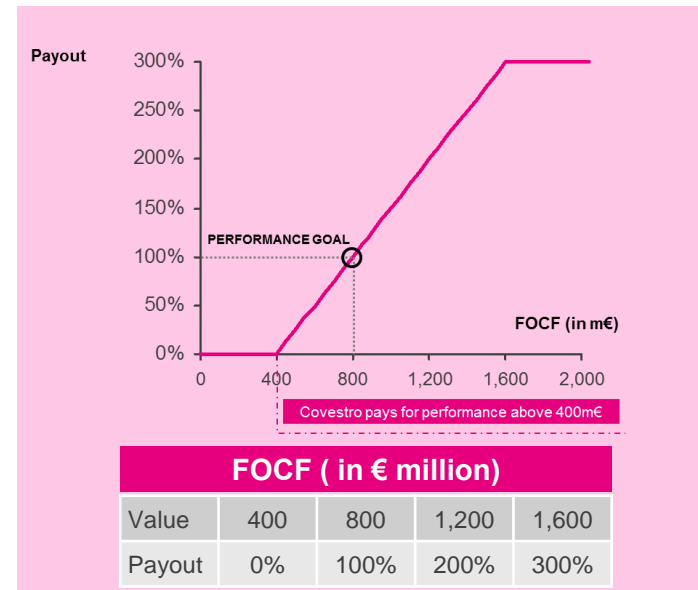 Payout
300%
250%
200%
150%
PERFORMANCE GOAL
100%
50%
FOCF (in m€)
0%
0 400 800 1,200 1,600 2,000
Covestro pays for performance above 400m€
FOCF ( in € million)
Value 400 800 1,200 1,600
Payout 0% 100% 200% 300%